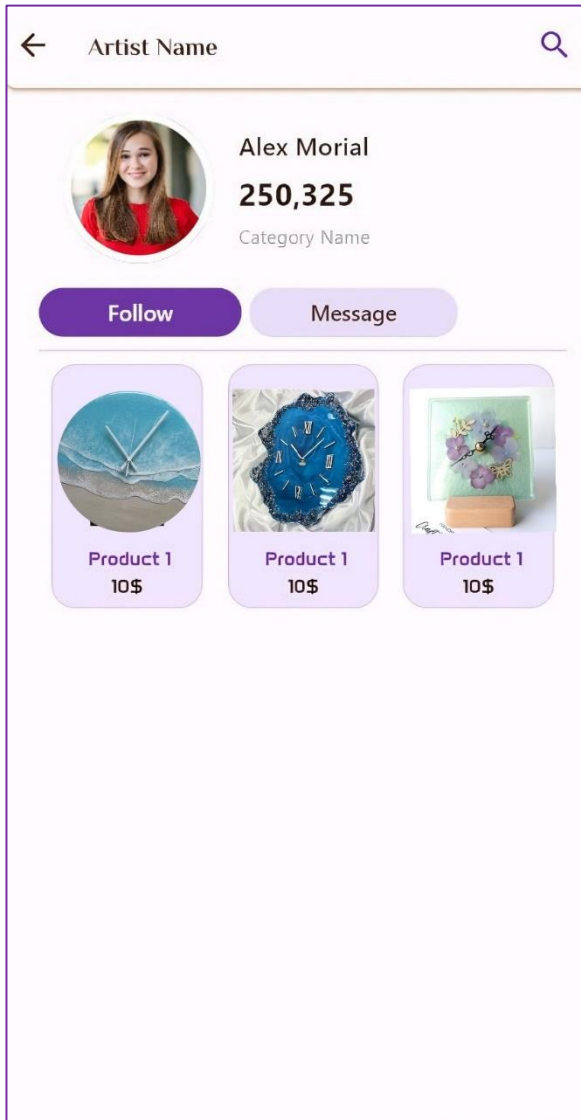 Artist Name
Alex Morial
250,325
Category Name
Follow
Message
Product 1
10$
Product 1
10$
Product 1
10$